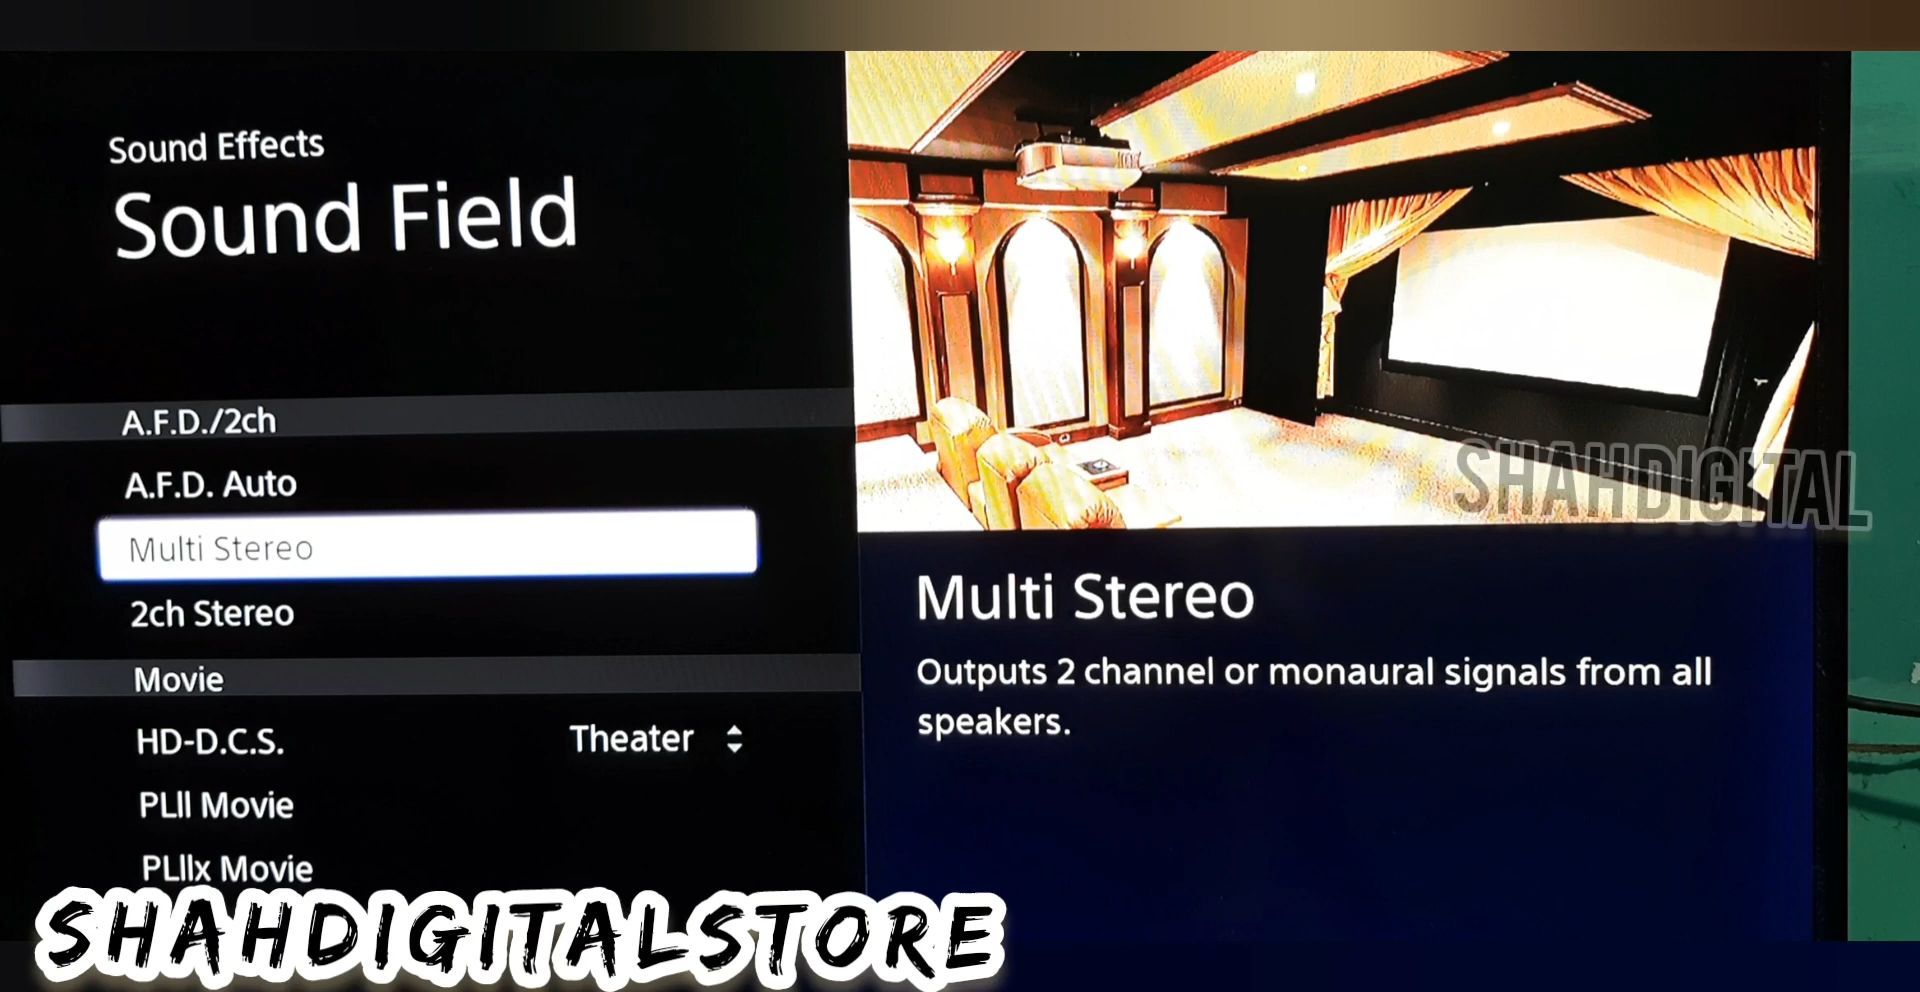 Sound Effects
Sound Field
A.F.D./2ch
A.F.D. Auto
Multi Stereo
2ch Stereo
Movie
HD-D.C.S. Theater
PLII Movie
PLIIx Movie
Multi Stereo
Outputs 2 channel or monaural signals from all
speakers.
SHAHDIGITAL
SHAHDIGITALSTORE